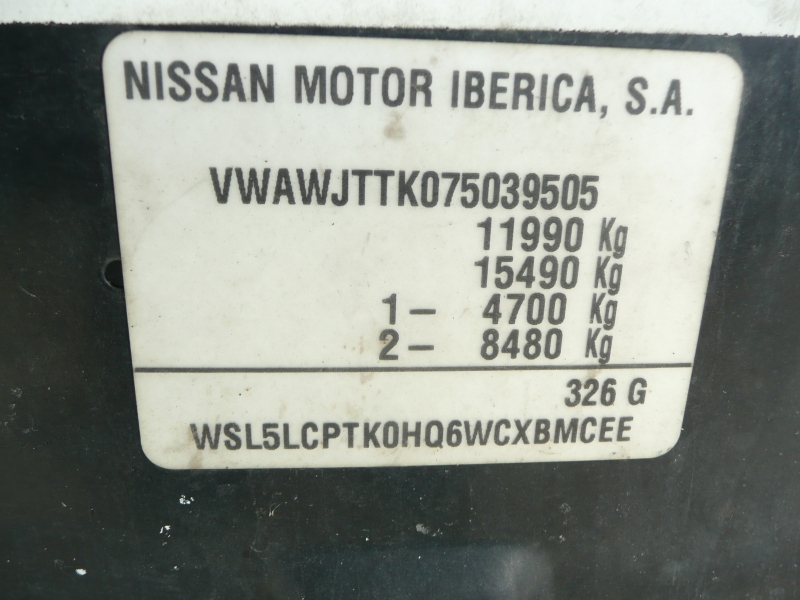 NISSAN MOTOR IBERICA, S.A.
VWAWJTTK075039505
11990 Kg
15490 Kg
1 - 4700 Kg
2 - 8480 Kg
326 G
WSL5LCPTK0HQ6WCXBMCEE